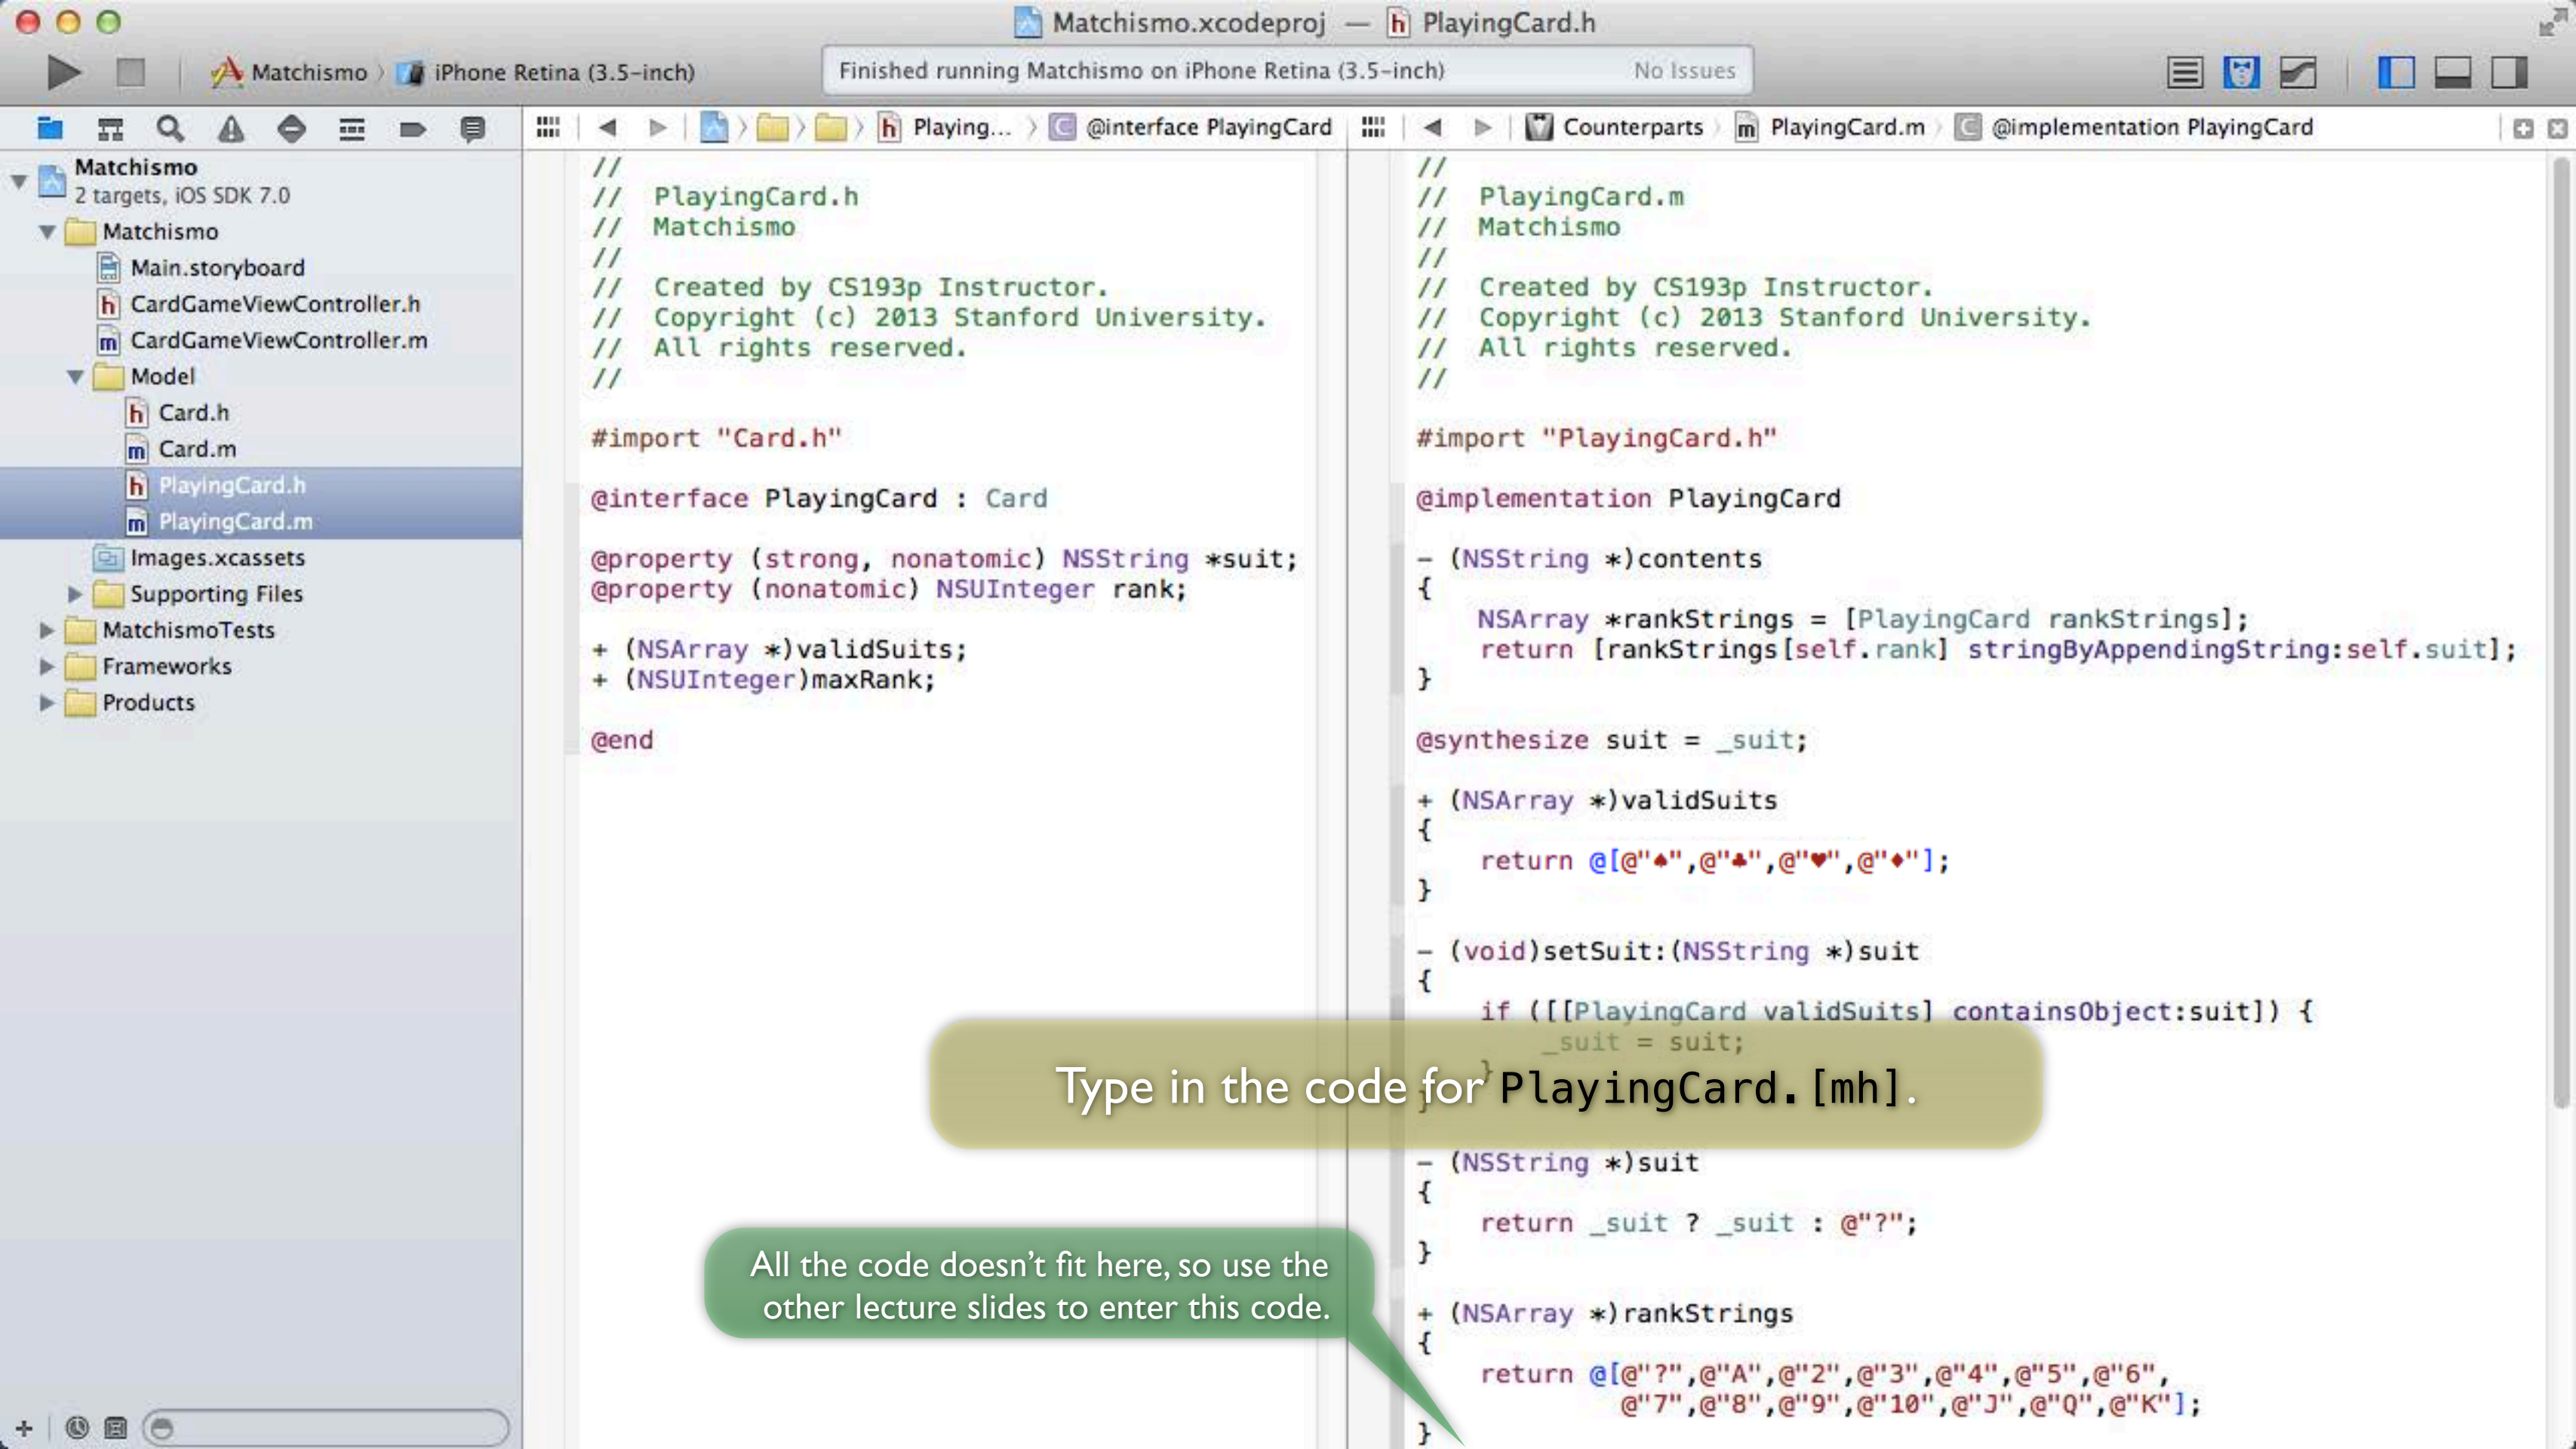 Matchismo.xcodeproj — PlayingCard.h
Matchismo
iPhone Retina (3.5-inch)
Finished running Matchismo on iPhone Retina (3.5-inch)
No Issues
Playing...
@interface PlayingCard
Counterparts
PlayingCard.m
@implementation PlayingCard
Matchismo
2 targets, iOS SDK 7.0
Matchismo
Main.storyboard
CardGameViewController.h
CardGameViewController.m
Model
Card.h
Card.m
PlayingCard.h
PlayingCard.m
Images.xcassets
Supporting Files
MatchismoTests
Frameworks
Products
//
//  PlayingCard.h
//  Matchismo
//
//  Created by CS193p Instructor.
//  Copyright (c) 2013 Stanford University.
//  All rights reserved.
//
#import "Card.h"
@interface PlayingCard : Card
@property (strong, nonatomic) NSString *suit;
@property (nonatomic) NSUInteger rank;
+ (NSArray *)validSuits;
+ (NSUInteger)maxRank;
@end
//
//  PlayingCard.m
//  Matchismo
//
//  Created by CS193p Instructor.
//  Copyright (c) 2013 Stanford University.
//  All rights reserved.
//
#import "PlayingCard.h"
@implementation PlayingCard
- (NSString *)contents
{
    NSArray *rankStrings = [PlayingCard rankStrings];
    return [rankStrings[self.rank] stringByAppendingString:self.suit];
}
@synthesize suit = _suit;
+ (NSArray *)validSuits
{
    return @[@"♠",@"♣",@"♥",@"♦"];
}
- (void)setSuit:(NSString *)suit
{
    if ([[PlayingCard validSuits] containsObject:suit]) {
        _suit = suit;
    }
}
- (NSString *)suit
{
    return _suit ? _suit : @"?";
}
+ (NSArray *)rankStrings
{
    return @[@"?",@"A",@"2",@"3",@"4",@"5",@"6",
             @"7",@"8",@"9",@"10",@"J",@"Q",@"K"];
}
Type in the code for PlayingCard.[mh].
All the code doesn't fit here, so use the
other lecture slides to enter this code.